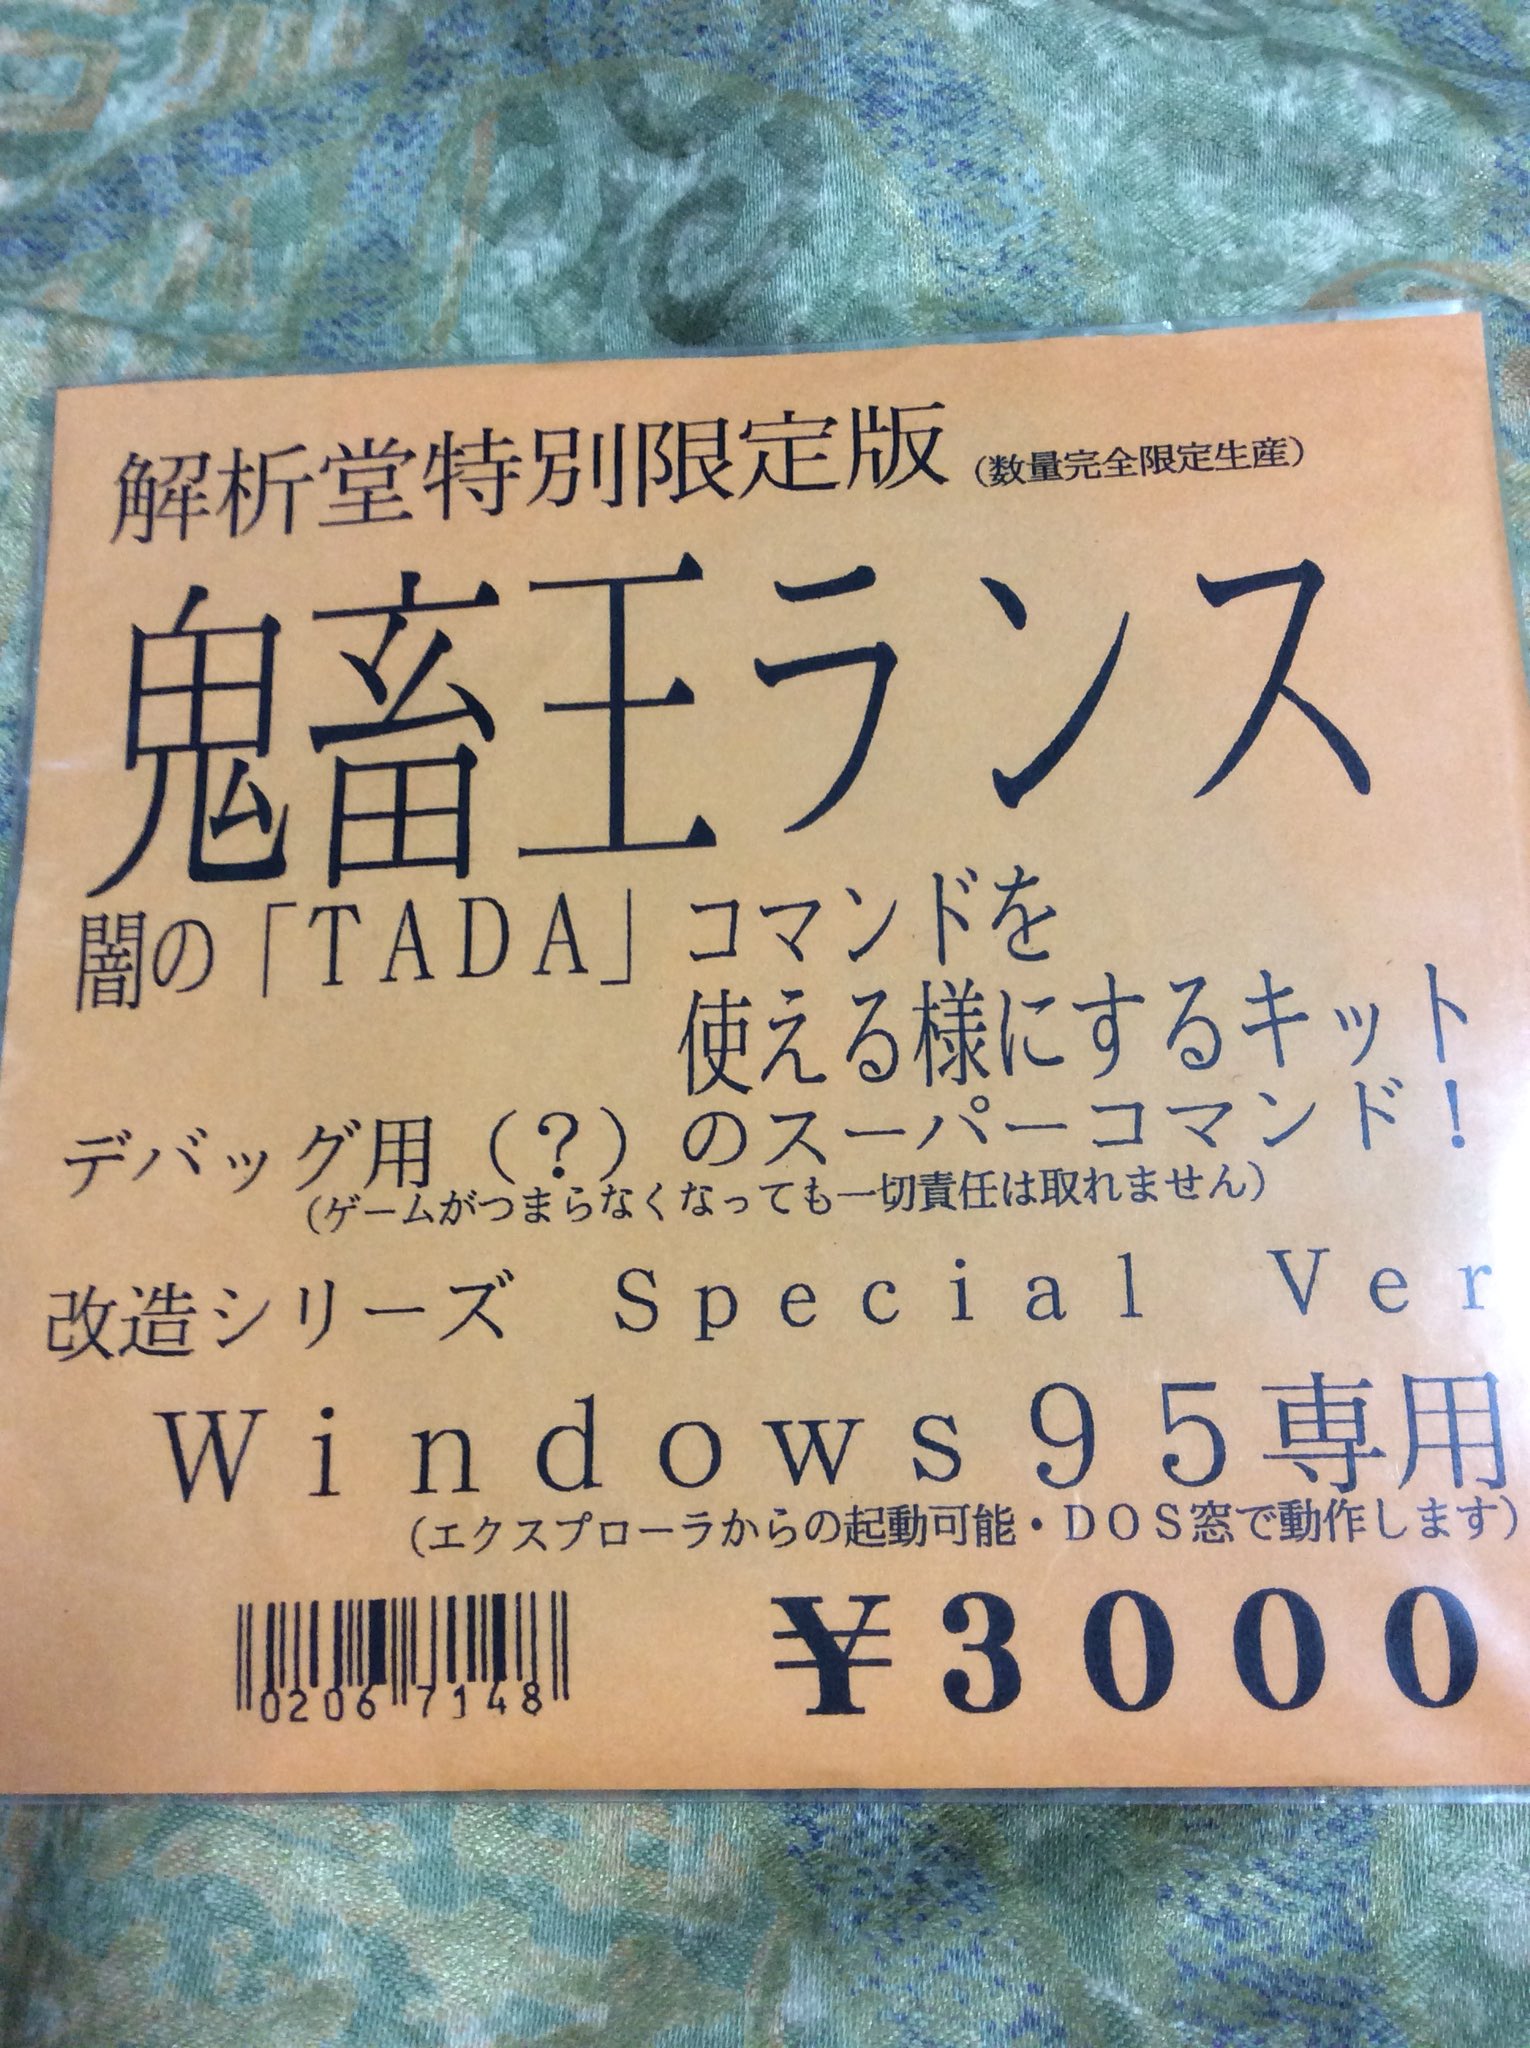 解析堂特別限定版（数量完全限定生産）
鬼畜王ランス
闇の「ＴＡＤＡ」コマンドを
使える様にするキット
デバッグ用（？）のスーパーコマンド！
（ゲームがつまらなくなっても一切責任は取れません）
改造シリーズ　Ｓｐｅｃｉａｌ　Ｖｅｒ
Ｗｉｎｄｏｗｓ９５専用
（エクスプローラからの起動可能・ＤＯＳ窓で動作します）
0206 7148
￥３０００